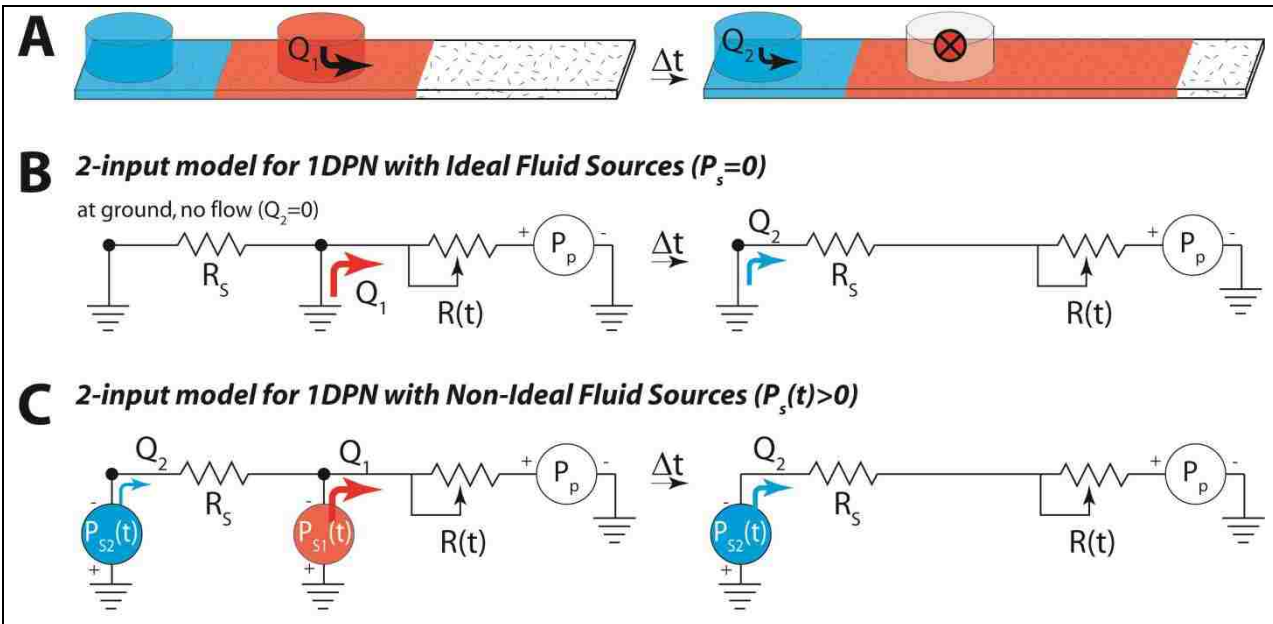 A
Q1
Δt
Q2
B 2-input model for 1DPN with Ideal Fluid Sources (Ps=0)
at ground, no flow (Q2=0)
RS
Q1
R(t)
+ Pp -
Δt
Q2
RS
R(t)
+ Pp -
C 2-input model for 1DPN with Non-Ideal Fluid Sources (Ps(t)>0)
Q2
RS
Q1
R(t)
+ Pp -
- PS2(t) +
- PS1(t) +
Δt
Q2
RS
R(t)
+ Pp -
- PS2(t) +